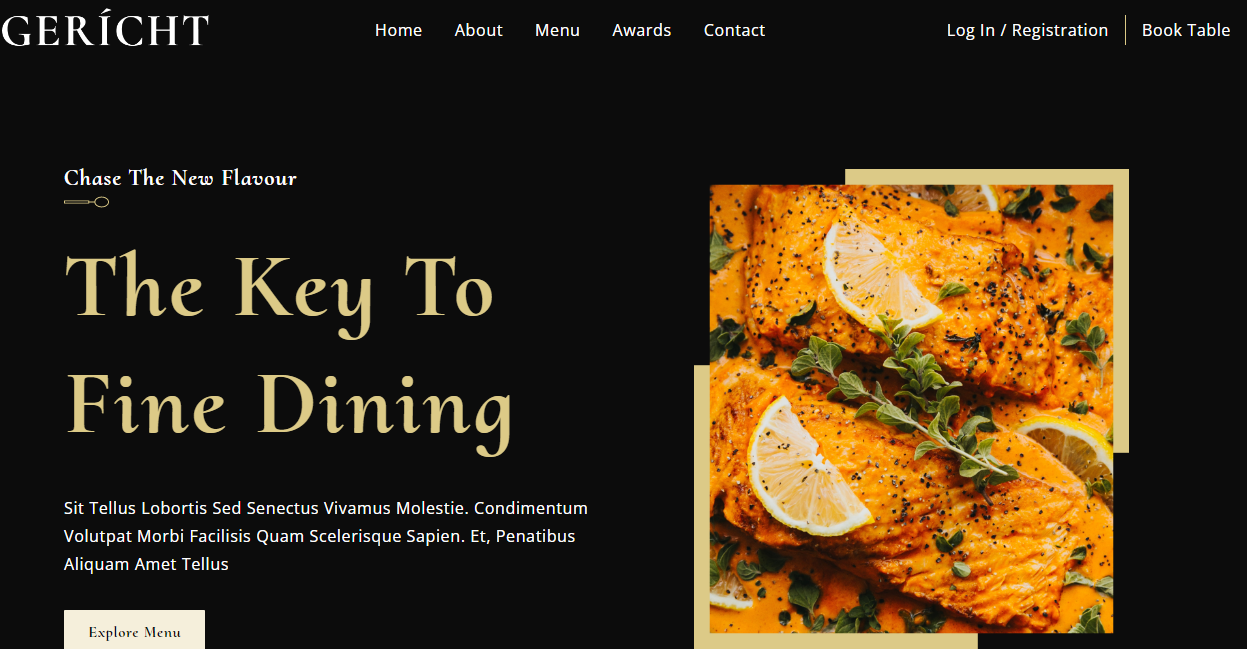 GERÍCHT
Home About Menu Awards Contact
Log In / Registration Book Table
Chase The New Flavour
The Key To
Fine Dining
Sit Tellus Lobortis Sed Senectus Vivamus Molestie. Condimentum
Volutpat Morbi Facilisis Quam Scelerisque Sapien. Et, Penatibus
Aliquam Amet Tellus
Explore Menu